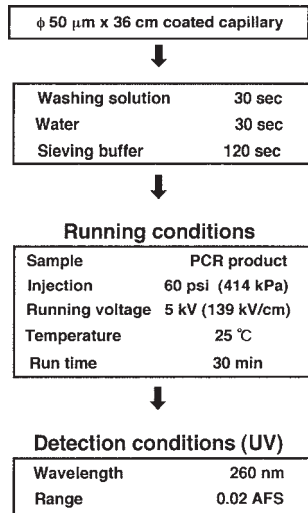 φ 50 μm x 36 cm coated capillary
Washing solution 30 sec
Water 30 sec
Sieving buffer 120 sec
Running conditions
Sample PCR product
Injection 60 psi (414 kPa)
Running voltage 5 kV (139 kV/cm)
Temperature 25 ℃
Run time 30 min
Detection conditions (UV)
Wavelength 260 nm
Range 0.02 AFS